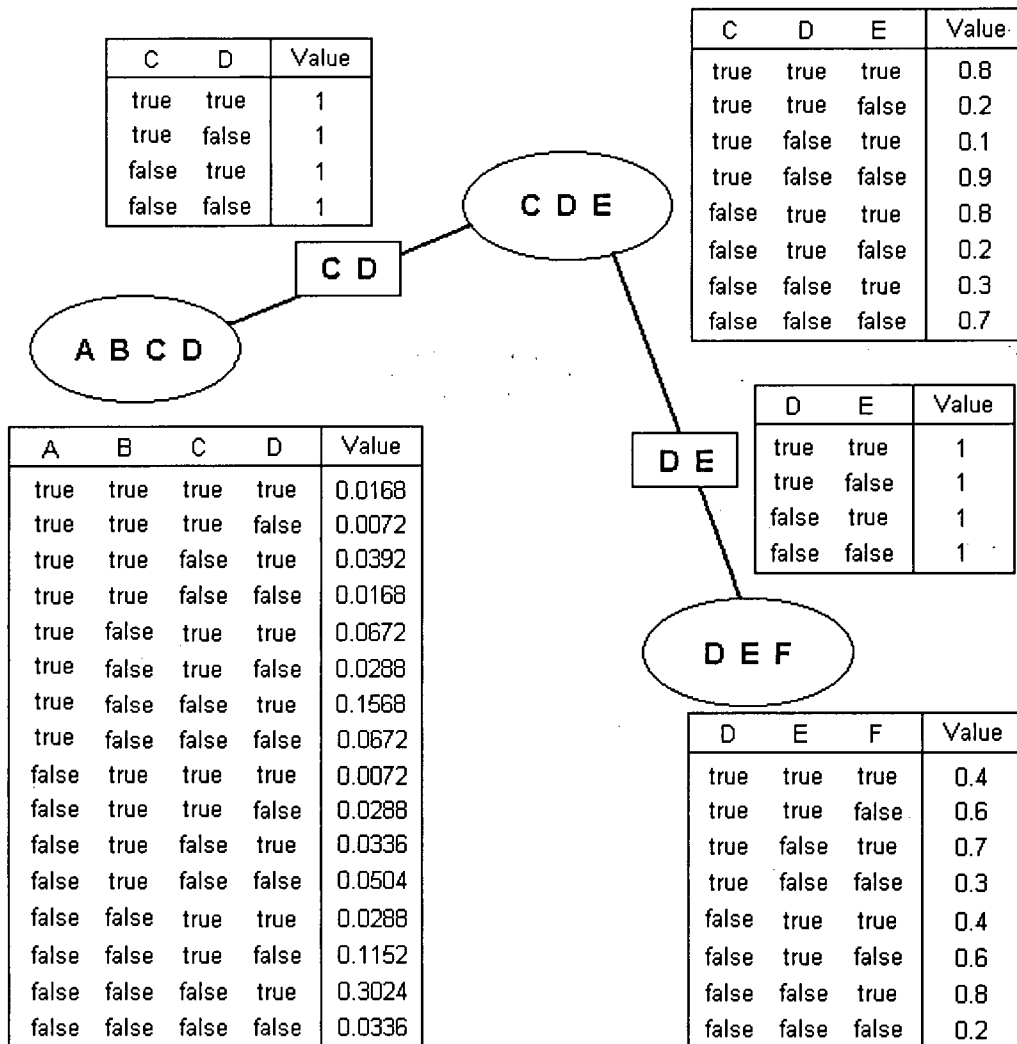 C D Value
true true 1
true false 1
false true 1
false false 1
C D E Value
true true true 0.8
true true false 0.2
true false true 0.1
true false false 0.9
false true true 0.8
false true false 0.2
false false true 0.3
false false false 0.7
C D E
C D
A B C D
A B C D Value
true true true true 0.0168
true true true false 0.0072
true true false true 0.0392
true true false false 0.0168
true false true true 0.0672
true false true false 0.0288
true false false true 0.1568
true false false false 0.0672
false true true true 0.0072
false true true false 0.0288
false true false true 0.0336
false true false false 0.0504
false false true true 0.0288
false false true false 0.1152
false false false true 0.3024
false false false false 0.0336
D E
D E Value
true true 1
true false 1
false true 1
false false 1
D E F
D E F Value
true true true 0.4
true true false 0.6
true false true 0.7
true false false 0.3
false true true 0.4
false true false 0.6
false false true 0.8
false false false 0.2